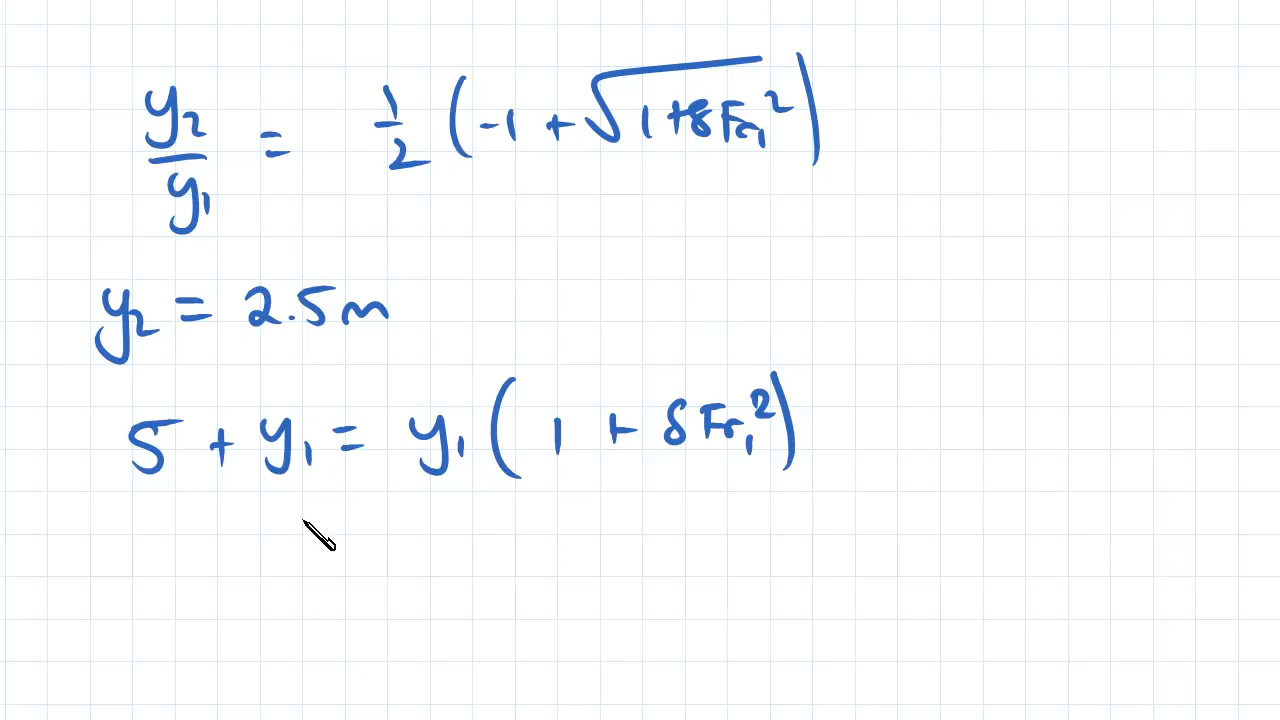 y₂/y₁ = 1/2 (-1 + √(1+8Fr₁²))
y₂ = 2.5m
5 + y₁ = y₁ (1 + 8Fr₁²)